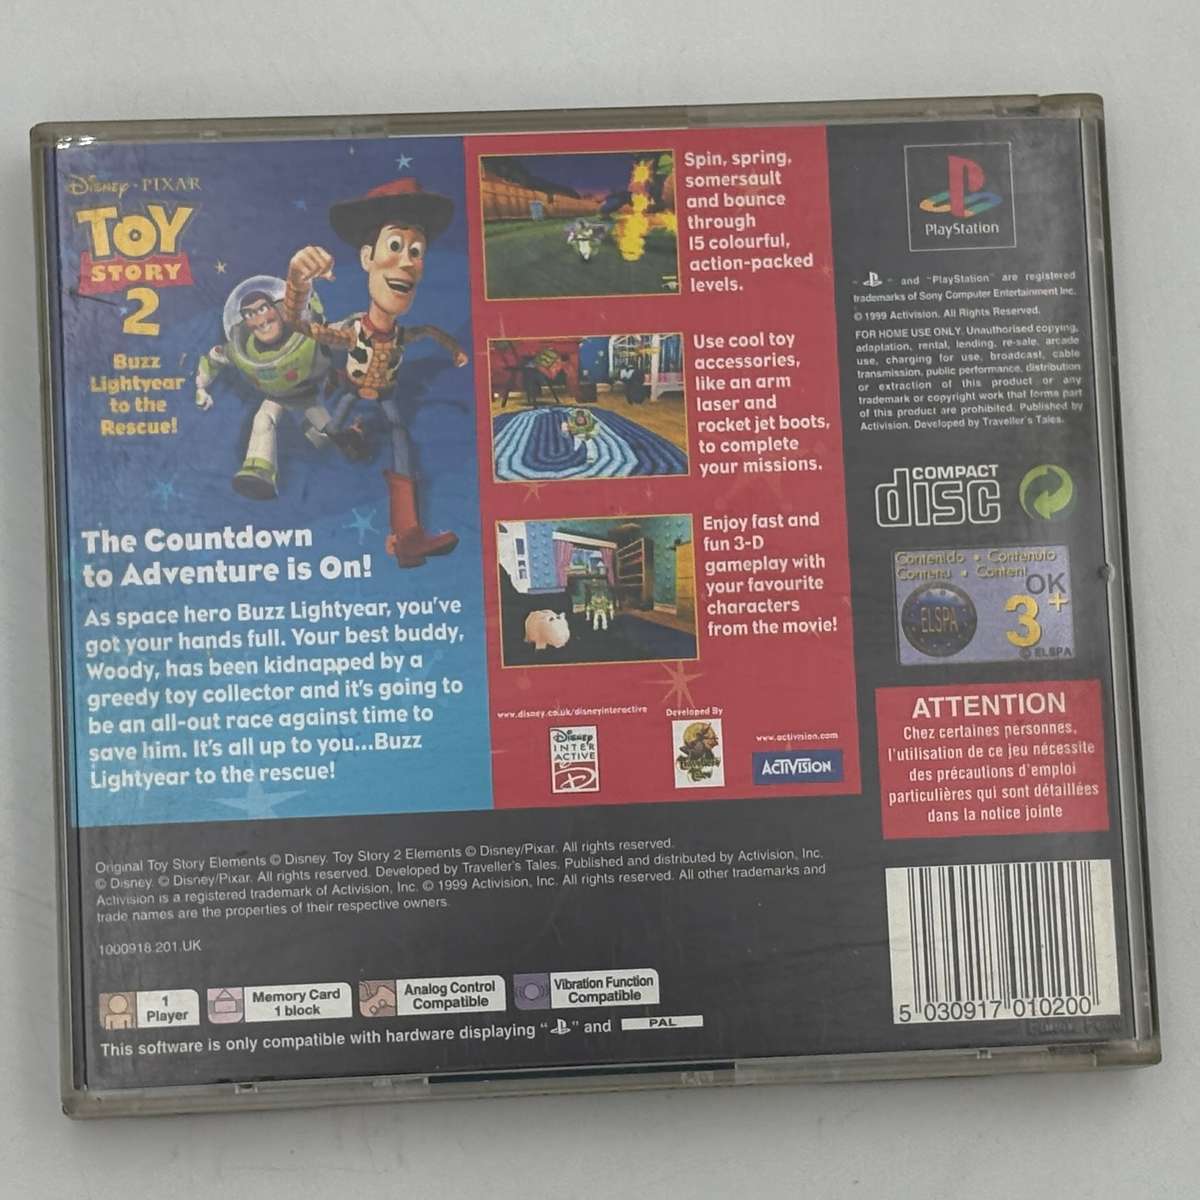 Disney · PIXAR
TOY
STORY
2
Buzz
Lightyear
to the
Rescue!
The Countdown
to Adventure is On!
As space hero Buzz Lightyear, you've
got your hands full. Your best buddy,
Woody, has been kidnapped by a
greedy toy collector and it's going to
be an all-out race against time to
save him. It's all up to you...Buzz
Lightyear to the rescue!
Spin, spring,
somersault
and bounce
through
15 colourful,
action-packed
levels.
Use cool toy
accessories,
like an arm
laser and
rocket jet boots,
to complete
your missions.
Enjoy fast and
fun 3-D
gameplay with
your favourite
characters
from the movie!
www.disney.co.uk/disneyinteractive
Disney
INTER
ACTIVE
Developed By
Traveller's
Tales
www.activision.com
ACTIVISION
PlayStation
" " and "PlayStation" are registered
trademarks of Sony Computer Entertainment Inc.
© 1999 Activision. All Rights Reserved.
FOR HOME USE ONLY. Unauthorised copying,
adaptation, rental, lending, re-sale, arcade
use, charging for use, broadcast, cable
transmission, public performance, distribution
or extraction of this product or any
trademark or copyright work that forms part
of this product are prohibited. Published by
Activision. Developed by Traveller's Tales.
COMPACT
disc
Contenido • Contenuto
Contenu • Content
OK
ELSPA
3+
© ELSPA
ATTENTION
Chez certaines personnes,
l'utilisation de ce jeu nécessite
des précautions d'emploi
particulières qui sont détaillées
dans la notice jointe
Original Toy Story Elements © Disney. Toy Story 2 Elements © Disney/Pixar. All rights reserved.
© Disney. © Disney/Pixar. All rights reserved. Developed by Traveller's Tales. Published and distributed by Activision, Inc.
Activision is a registered trademark of Activision, Inc. © 1999 Activision, Inc. All rights reserved. All other trademarks and
trade names are the properties of their respective owners.
1000918.201.UK
1
Player
Memory Card
1 block
Analog Control
Compatible
Vibration Function
Compatible
This software is only compatible with hardware displaying " " and PAL
5 030917 010200